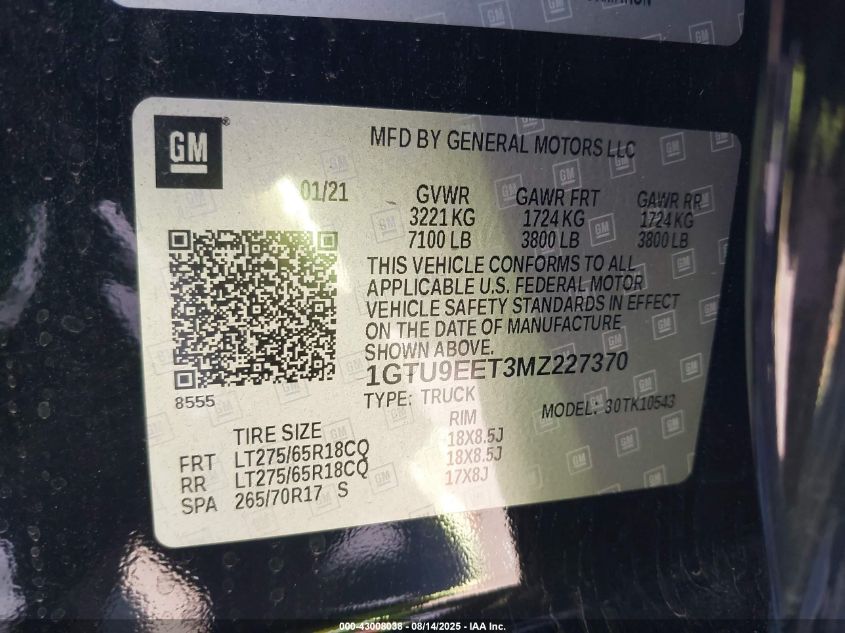 GM
®
MFD BY GENERAL MOTORS LLC
01/21
GVWR GAWR FRT GAWR RR
3221 KG 1724 KG 1724 KG
7100 LB 3800 LB 3800 LB
THIS VEHICLE CONFORMS TO ALL
APPLICABLE U.S. FEDERAL MOTOR
VEHICLE SAFETY STANDARDS IN EFFECT
ON THE DATE OF MANUFACTURE
SHOWN ABOVE.
1GTU9EET3MZ227370
8555
TYPE: TRUCK MODEL: 30TK10543
TIRE SIZE RIM
FRT LT275/65R18CQ 18X8.5J
RR LT275/65R18CQ 18X8.5J
SPA 265/70R17 S 17X8J
000-43008038 - 08/14/2025 - IAA Inc.